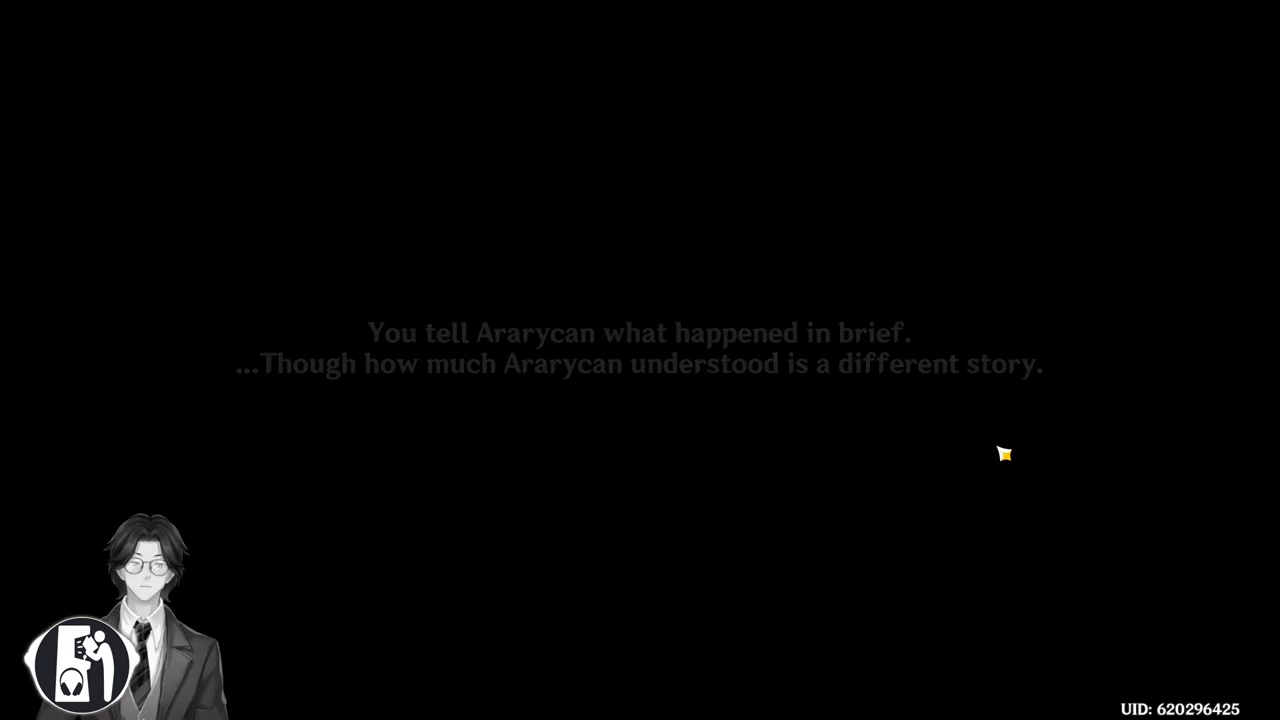 You tell Ararycan what happened in brief.
...Though how much Ararycan understood is a different story.
UID: 620296425